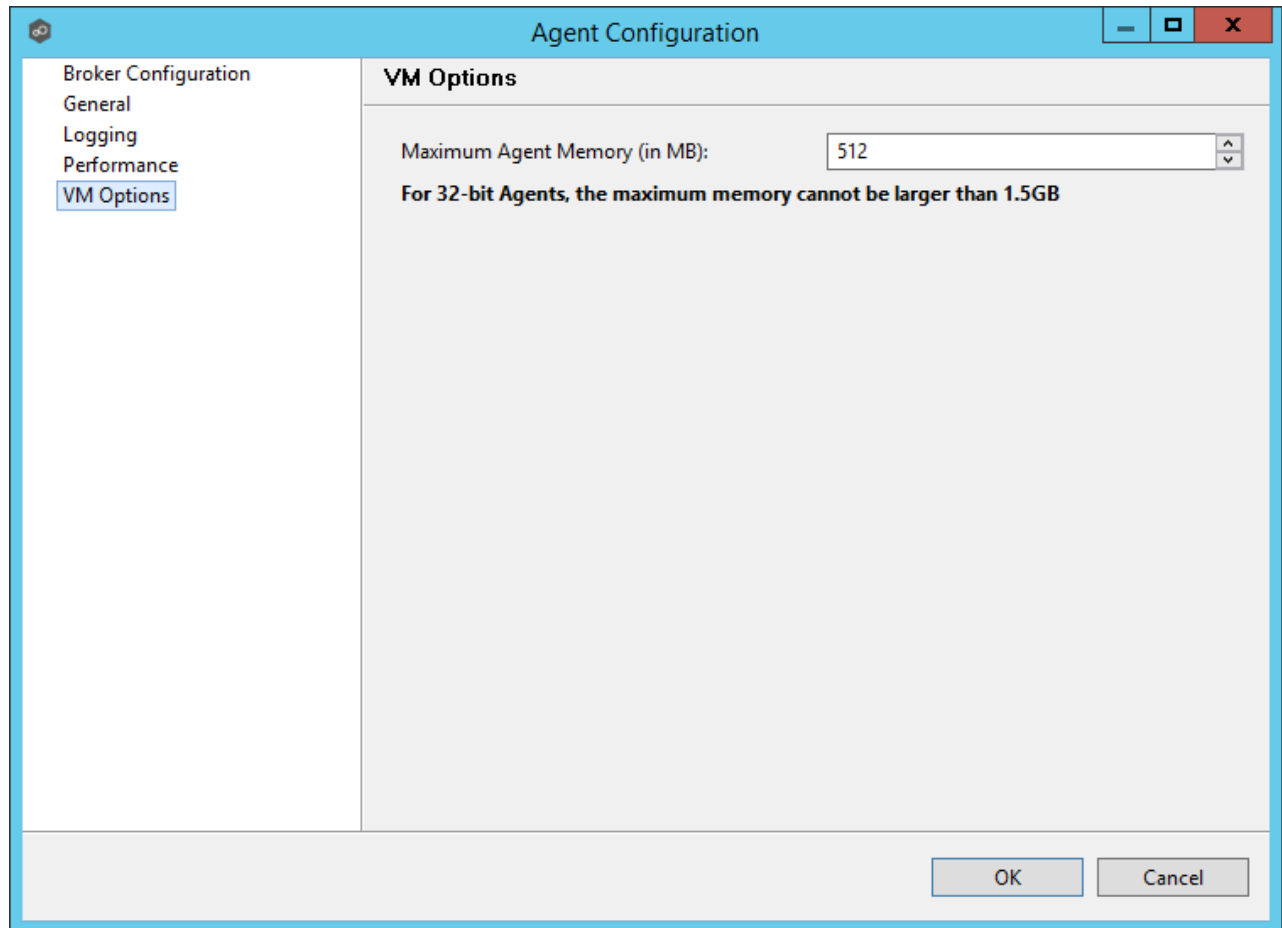 Agent Configuration
Broker Configuration
General
Logging
Performance
VM Options
VM Options
Maximum Agent Memory (in MB): 512
For 32-bit Agents, the maximum memory cannot be larger than 1.5GB
OK Cancel